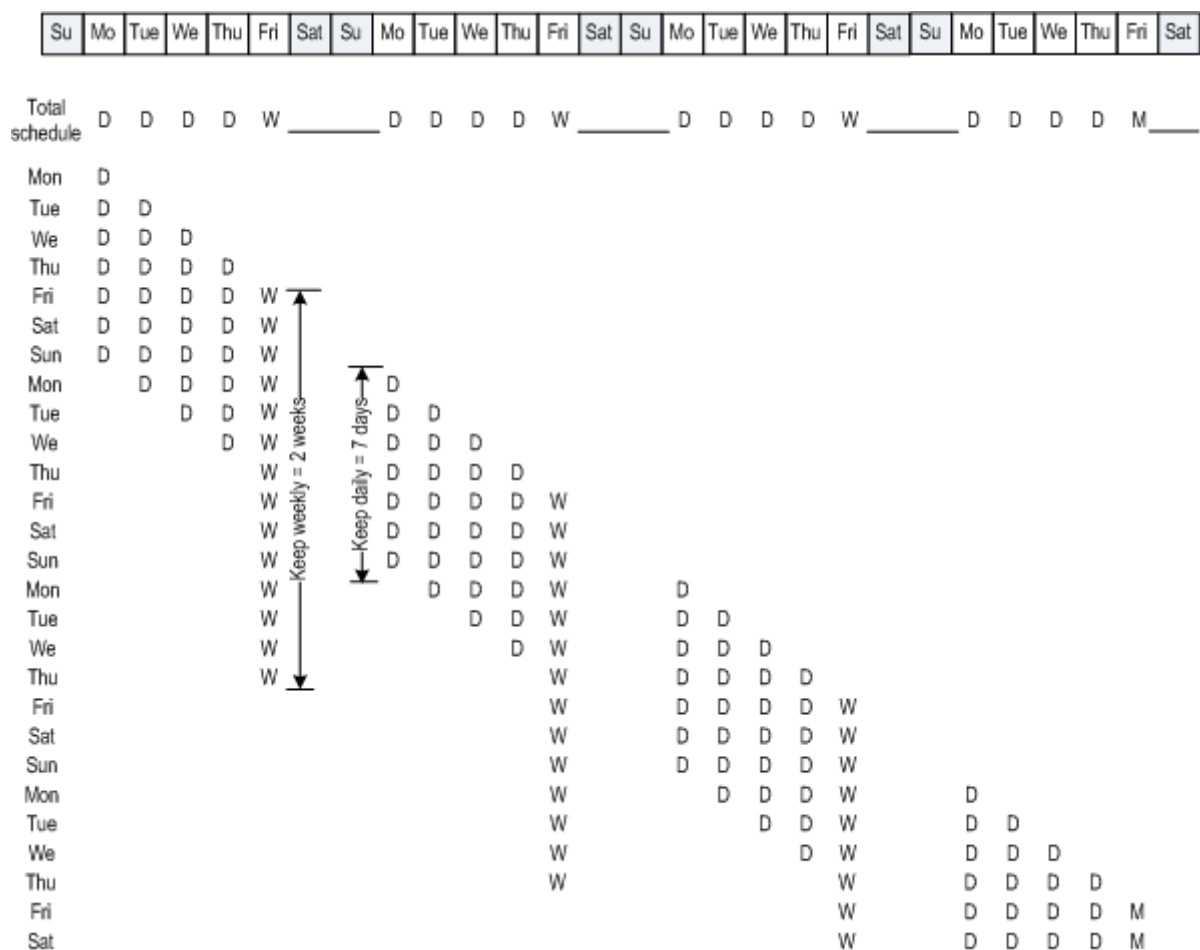 Su Mo Tue We Thu Fri Sat Su Mo Tue We Thu Fri Sat Su Mo Tue We Thu Fri Sat Su Mo Tue We Thu Fri Sat
Total schedule D D D D W D D D D W D D D D W D D D D M
Mon D
Tue D D
We D D D
Thu D D D D
Fri D D D D W
Sat D D D D W
Sun D D D D W
Mon D D D W D
Tue D D W D D
We D W D D D
Thu W D D D D
Fri W D D D D W
Sat W D D D D W
Sun W D D D D W
Mon W D D D W D
Tue W D D W D D
We W D W D D D
Thu W W D D D D
Fri W D D D D W
Sat W D D D D W
Sun W D D D D W
Mon W D D D W D
Tue W D D W D D
We W D W D D D
Thu W W D D D D
Fri W D D D D M
Sat W D D D D M
Keep weekly = 2 weeks
Keep daily = 7 days